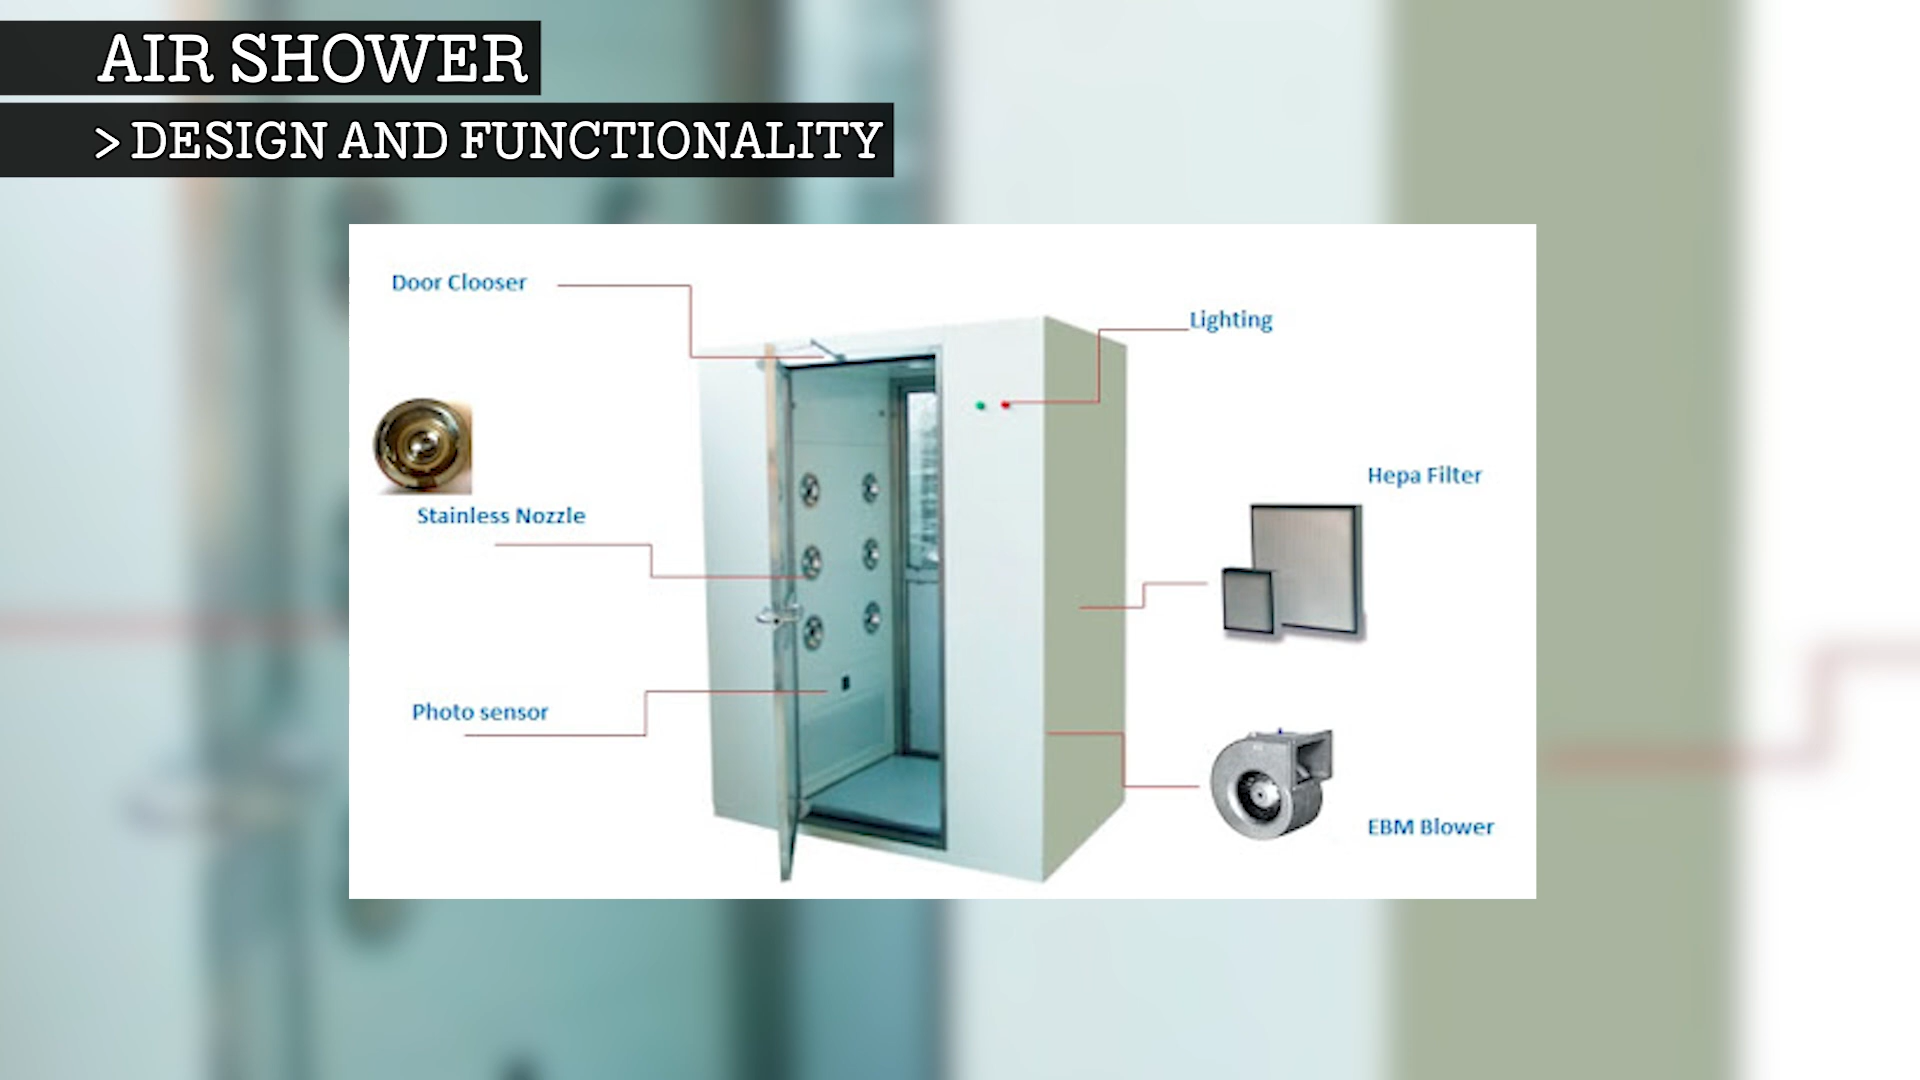 AIR SHOWER
> DESIGN AND FUNCTIONALITY
Door Clooser
Lighting
Hepa Filter
Stainless Nozzle
Photo sensor
EBM Blower